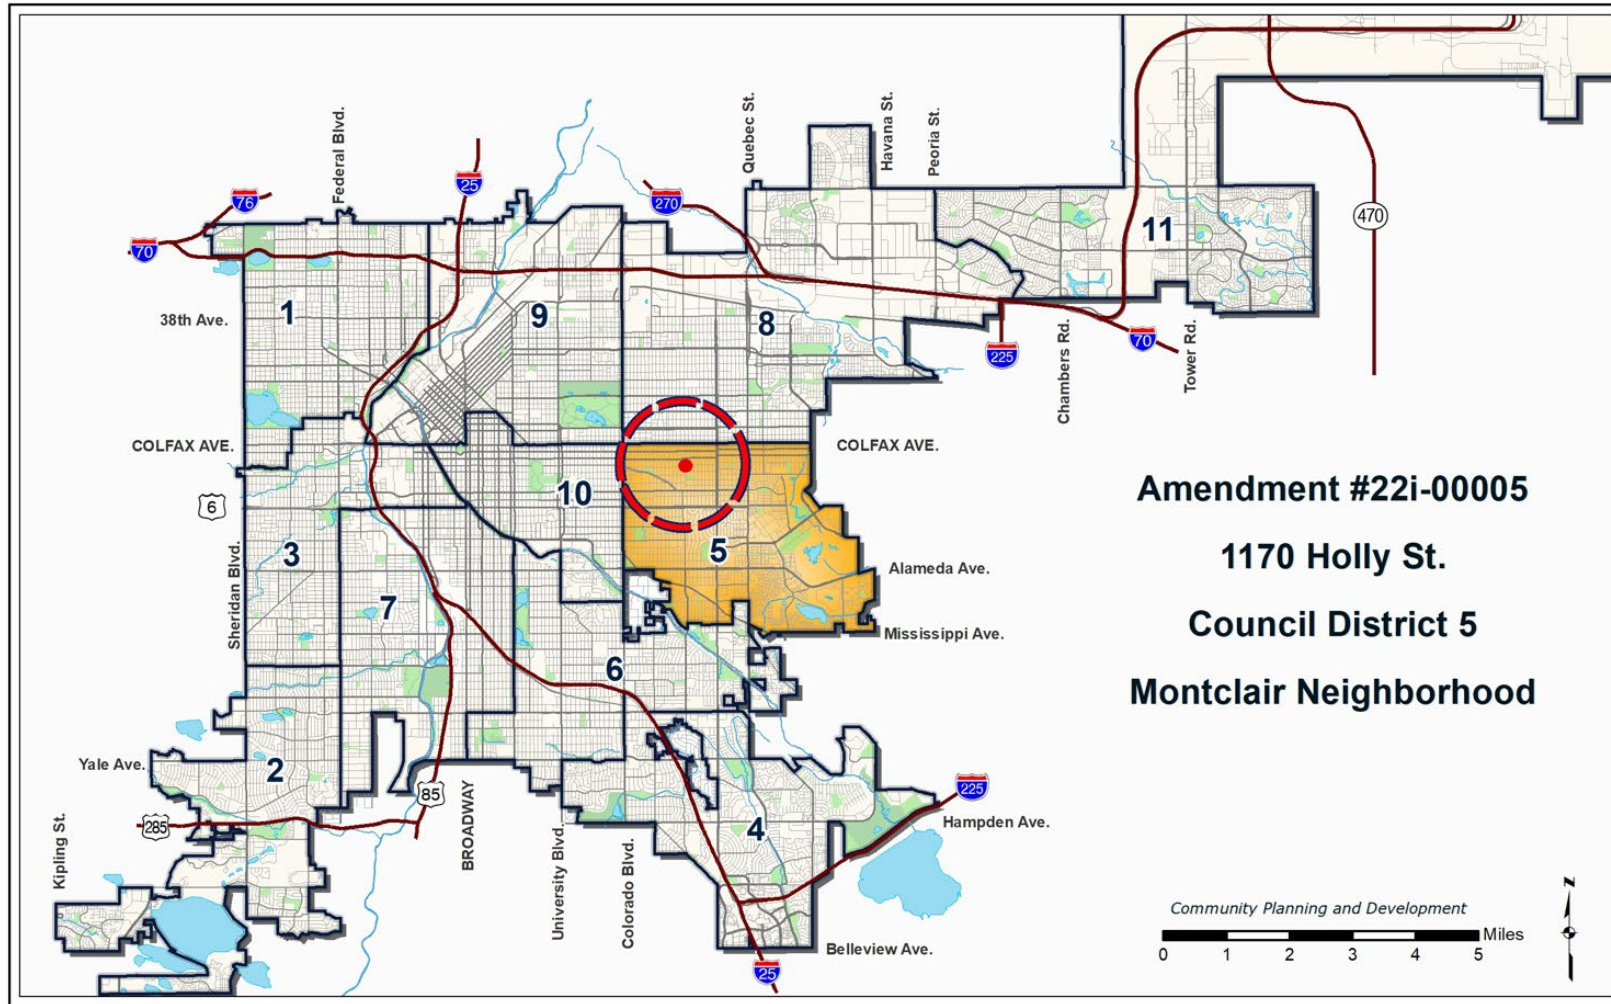 Federal Blvd.
Quebec St.
Havana St.
Peoria St.
25
76
270
470
70
11
38th Ave.
1
9
8
225
Chambers Rd.
70
Tower Rd.
COLFAX AVE.
COLFAX AVE.
6
10
Amendment #22i-00005
1170 Holly St.
Council District 5
Montclair Neighborhood
Sheridan Blvd.
3
5
Alameda Ave.
7
Mississippi Ave.
6
Yale Ave.
2
85
BROADWAY
225
285
Kipling St.
University Blvd.
Colorado Blvd.
4
Hampden Ave.
Belleview Ave.
25
Community Planning and Development
Miles
0 1 2 3 4 5
N